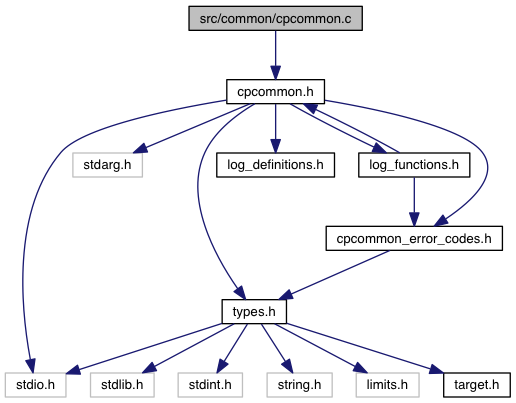 src/common/cpcommon.c
cpcommon.h
stdarg.h
log_definitions.h
log_functions.h
cpcommon_error_codes.h
types.h
stdio.h
stdlib.h
stdint.h
string.h
limits.h
target.h